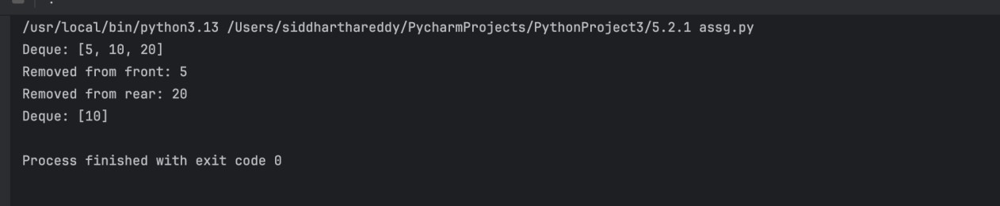 /usr/local/bin/python3.13 /Users/siddharthareddy/PycharmProjects/PythonProject3/5.2.1 assg.py
Deque: [5, 10, 20]
Removed from front: 5
Removed from rear: 20
Deque: [10]
Process finished with exit code 0